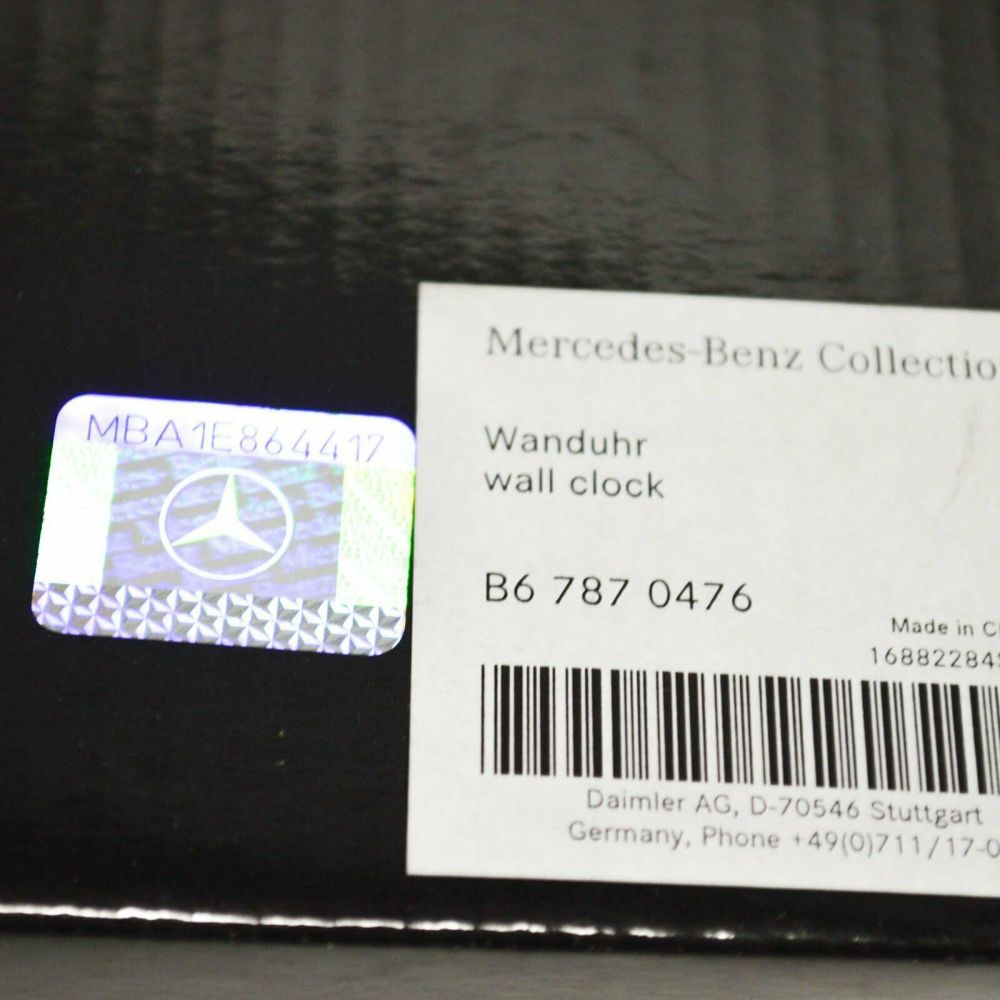 MBA1E864417
Mercedes-Benz Collectio
Wanduhr
wall clock
B6 787 0476
Made in C
16882284
Daimler AG, D-70546 Stuttgart
Germany, Phone +49(0)711/17-0